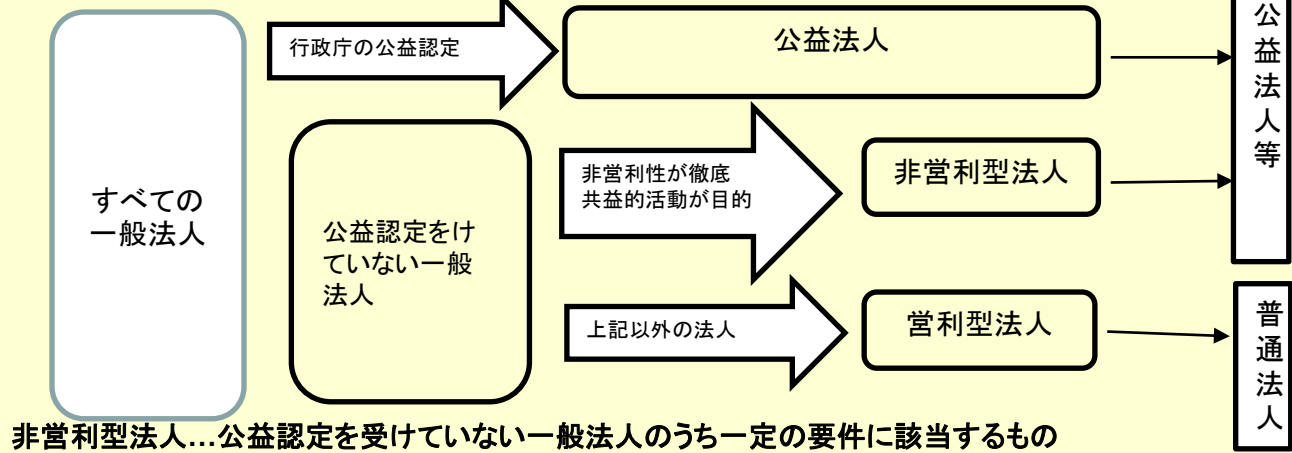 すべての
一般法人
行政庁の公益認定
公益法人
公益法人等
公益認定をけ
ていない一般
法人
非営利性が徹底
共益的活動が目的
非営利型法人
上記以外の法人
営利型法人
普通法人
非営利型法人…公益認定を受けていない一般法人のうち一定の要件に該当するもの